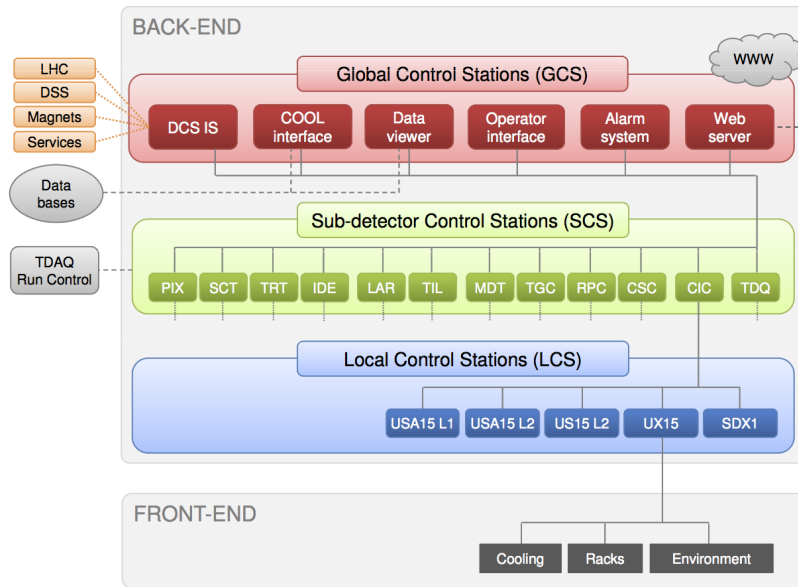 BACK-END
WWW
Global Control Stations (GCS)
LHC
DSS
Magnets
Services
DCS IS
COOL
interface
Data
viewer
Operator
interface
Alarm
system
Web
server
Data
bases
Sub-detector Control Stations (SCS)
TDAQ
Run Control
PIX
SCT
TRT
IDE
LAR
TIL
MDT
TGC
RPC
CSC
CIC
TDQ
Local Control Stations (LCS)
USA15 L1
USA15 L2
US15 L2
UX15
SDX1
FRONT-END
Cooling
Racks
Environment